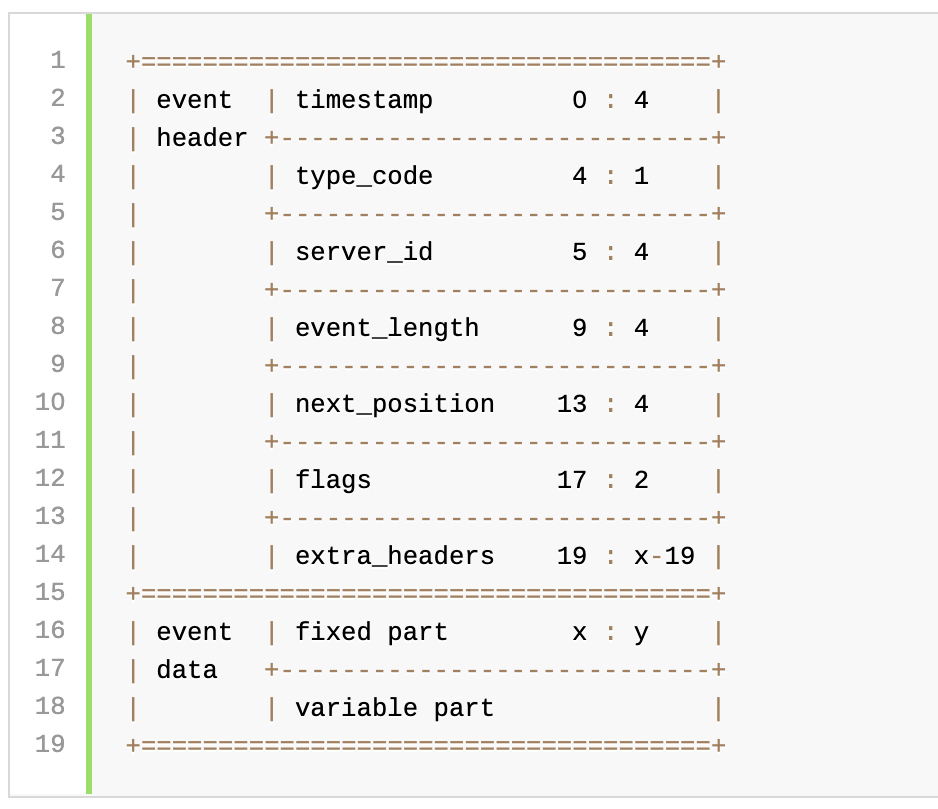 1 +=====================================+
2 | event  | timestamp         0 : 4    |
3 | header +----------------------------+
4 |        | type_code         4 : 1    |
5 |        +----------------------------+
6 |        | server_id         5 : 4    |
7 |        +----------------------------+
8 |        | event_length      9 : 4    |
9 |        +----------------------------+
10 |        | next_position    13 : 4    |
11 |        +----------------------------+
12 |        | flags            17 : 2    |
13 |        +----------------------------+
14 |        | extra_headers    19 : x-19 |
15 +=====================================+
16 | event  | fixed part        x : y    |
17 | data   +----------------------------+
18 |        | variable part              |
19 +=====================================+